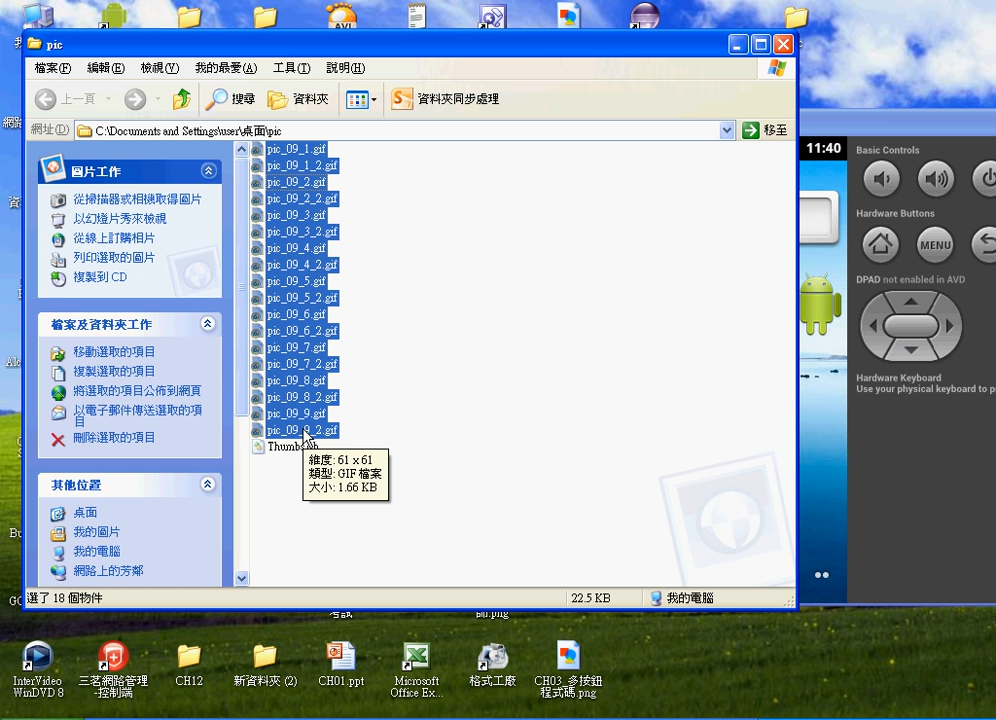 pic
檔案(F) 編輯(E) 檢視(V) 我的最愛(A) 工具(T) 說明(H)
上一頁 搜尋 資料夾 資料夾同步處理
網址(D) C:\Documents and Settings\user\桌面\pic 移至
圖片工作
從掃描器或相機取得圖片
以幻燈片秀來檢視
從線上訂購相片
列印選取的圖片
複製到 CD
檔案及資料夾工作
移動選取的項目
複製選取的項目
將選取的項目公佈到網頁
以電子郵件傳送選取的項
目
刪除選取的項目
其他位置
桌面
我的圖片
我的電腦
網路上的芳鄰
pic_09_1.gif
pic_09_1_2.gif
pic_09_2.gif
pic_09_2_2.gif
pic_09_3.gif
pic_09_3_2.gif
pic_09_4.gif
pic_09_4_2.gif
pic_09_5.gif
pic_09_5_2.gif
pic_09_6.gif
pic_09_6_2.gif
pic_09_7.gif
pic_09_7_2.gif
pic_09_8.gif
pic_09_8_2.gif
pic_09_9.gif
pic_09_9_2.gif
維度: 61 x 61
類型: GIF 檔案
大小: 1.66 KB
選了 18 個物件 22.5 KB 我的電腦
11:40
Basic Controls
Hardware Buttons
MENU
DPAD not enabled in AVD
Hardware Keyboard
Use your physical keyboard to
InterVideo
WinDVD 8
三茗網路管理
-控制端
CH12
新資料夾 (2)
CH01.ppt
Microsoft
Office Ex...
格式工廠
CH03_多按鈕
程式碼.png